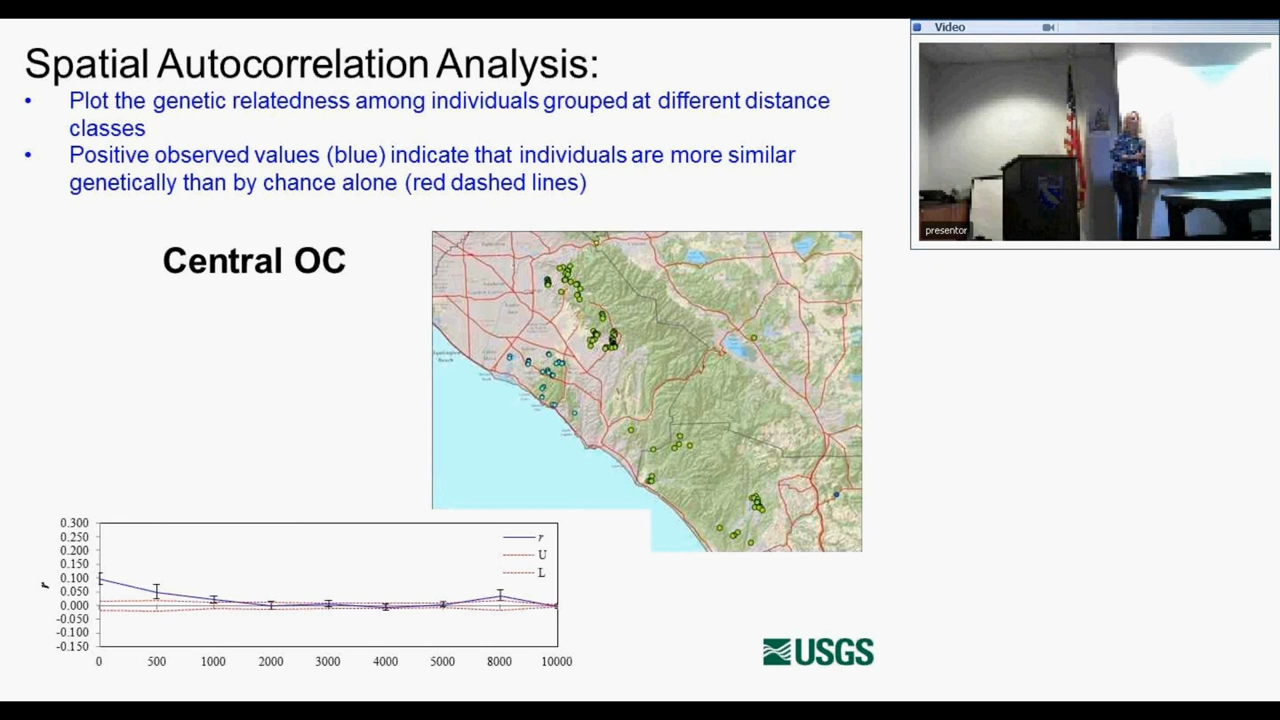 Video
Spatial Autocorrelation Analysis:
• Plot the genetic relatedness among individuals grouped at different distance
classes
• Positive observed values (blue) indicate that individuals are more similar
genetically than by chance alone (red dashed lines)
presentor
Central OC
0.300
0.250
0.200
0.150
0.100
0.050
0.000
-0.050
-0.100
-0.150
r
r
U
L
0 500 1000 2000 3000 4000 5000 8000 10000
USGS